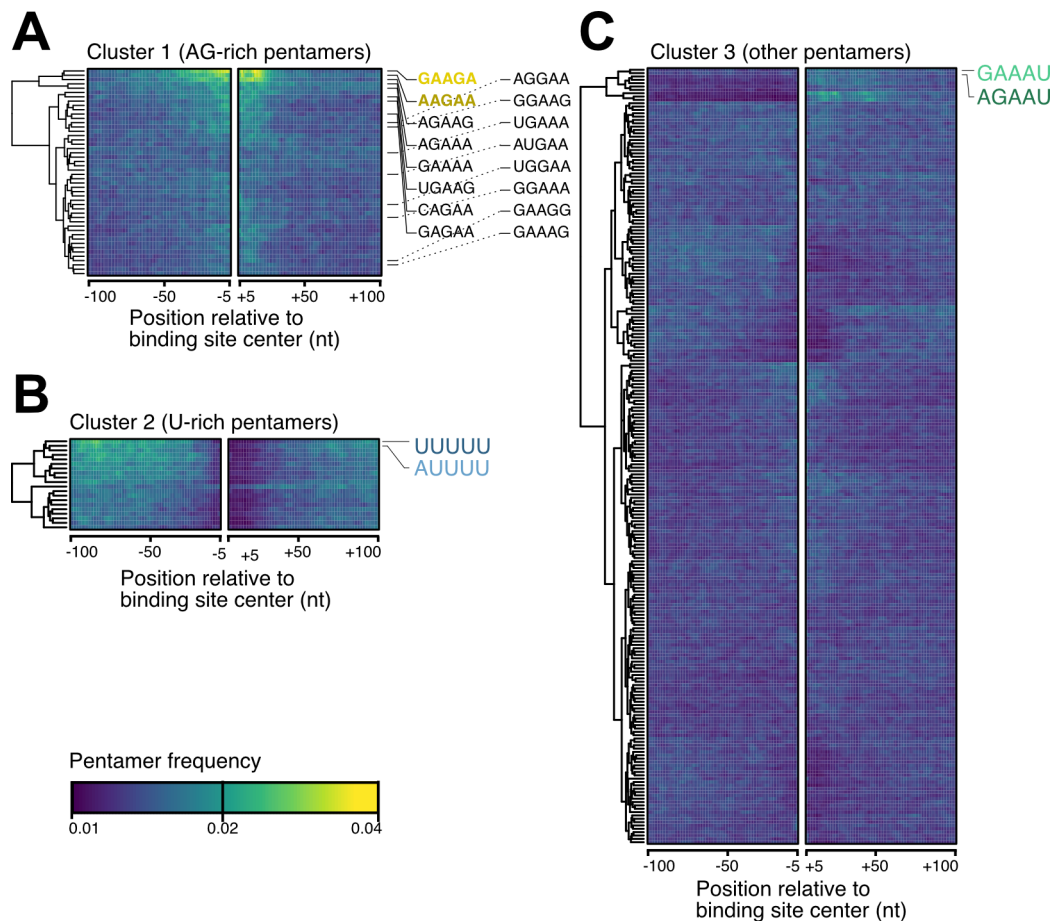 A
Cluster 1 (AG-rich pentamers)
GAAGA
AAGAA
AGAAG
AGAAA
GAAAA
UGAAG
CAGAA
GAGAA
AGGAA
GGAAG
UGAAA
AUGAA
UGGAA
GGAAA
GAAGG
GAAAG
-100 -50 -5 +5 +50 +100
Position relative to
binding site center (nt)
B
Cluster 2 (U-rich pentamers)
UUUUU
AUUUU
-100 -50 -5 +5 +50 +100
Position relative to
binding site center (nt)
Pentamer frequency
0.01 0.02 0.04
C
Cluster 3 (other pentamers)
GAAAU
AGAAU
-100 -50 -5 +5 +50 +100
Position relative to
binding site center (nt)